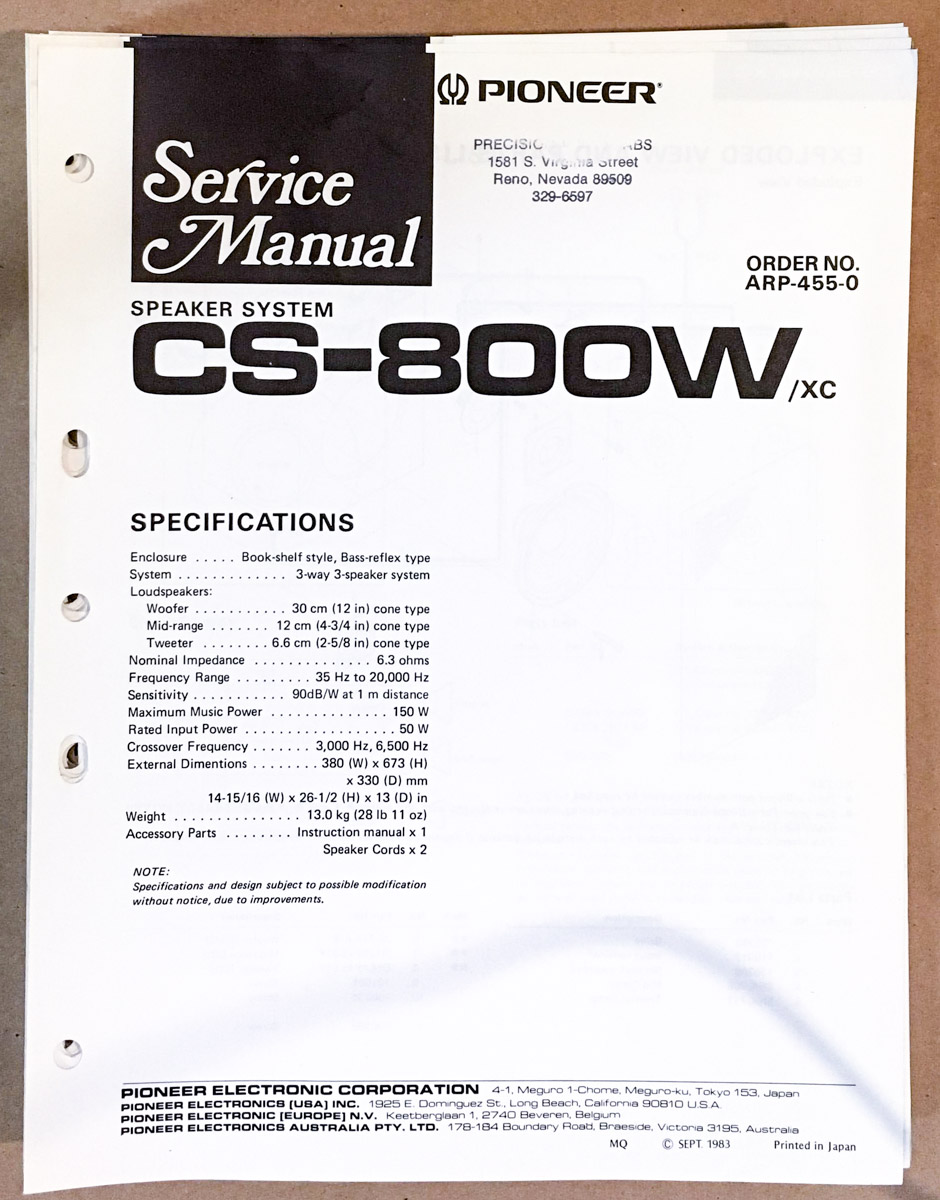 Service
Manual
PIONEER®
1581 S. Street
Reno, Nevada 89509
329-6597
ORDER NO.
ARP-455-0
SPEAKER SYSTEM
CS-800W/XC
SPECIFICATIONS
Enclosure . . . . . Book-shelf style, Bass-reflex type
System . . . . . . . . . . . . . 3-way 3-speaker system
Loudspeakers:
Woofer . . . . . . . . . . . 30 cm (12 in) cone type
Mid-range . . . . . . . 12 cm (4-3/4 in) cone type
Tweeter . . . . . . . . 6.6 cm (2-5/8 in) cone type
Nominal Impedance . . . . . . . . . . . . . . 6.3 ohms
Frequency Range . . . . . . . . . 35 Hz to 20,000 Hz
Sensitivity . . . . . . . . . . . 90dB/W at 1 m distance
Maximum Music Power . . . . . . . . . . . . . . 150 W
Rated Input Power . . . . . . . . . . . . . . . . . . 50 W
Crossover Frequency . . . . . . . 3,000 Hz, 6,500 Hz
External Dimentions . . . . . . . . 380 (W) x 673 (H)
x 330 (D) mm
14-15/16 (W) x 26-1/2 (H) x 13 (D) in
Weight . . . . . . . . . . . . . . . 13.0 kg (28 lb 11 oz)
Accessory Parts . . . . . . . . Instruction manual x 1
Speaker Cords x 2
NOTE:
Specifications and design subject to possible modification
without notice, due to improvements.
PIONEER ELECTRONIC CORPORATION 4-1, Meguro 1-Chome, Meguro-ku, Tokyo 153, Japan
PIONEER ELECTRONICS [USA] INC. 1925 E. Dominguez St., Long Beach, California 90810 U.S.A.
PIONEER ELECTRONIC [EUROPE] N.V. Keetberglaan 1, 2740 Beveren, Belgium
PIONEER ELECTRONICS AUSTRALIA PTY. LTD. 178-184 Boundary Road, Braeside, Victoria 3195, Australia
MQ © SEPT. 1983 Printed in Japan